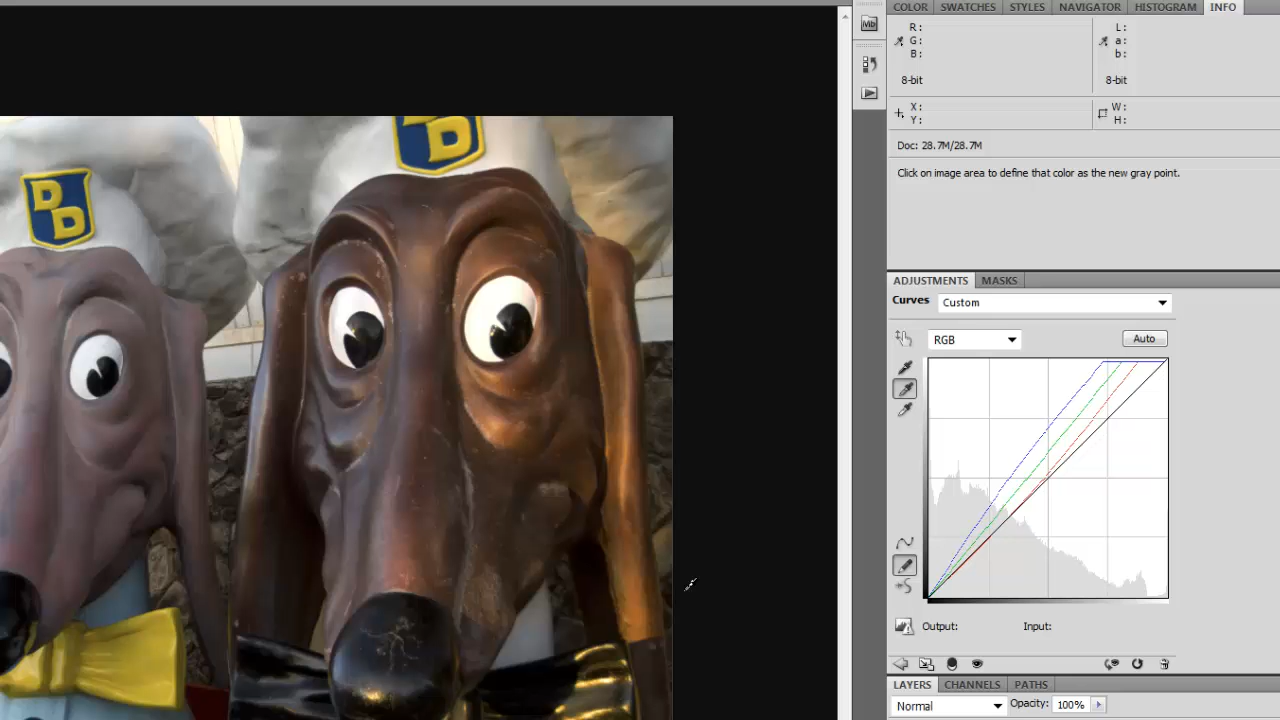 COLOR SWATCHES STYLES NAVIGATOR HISTOGRAM INFO
Mb
R: L:
G: a:
B: b:
8-bit 8-bit
X: W:
Y: H:
Doc: 28.7M/28.7M
Click on image area to define that color as the new gray point.
ADJUSTMENTS MASKS
Curves Custom
RGB Auto
Output: Input:
LAYERS CHANNELS PATHS
Normal Opacity: 100%
D D
D D